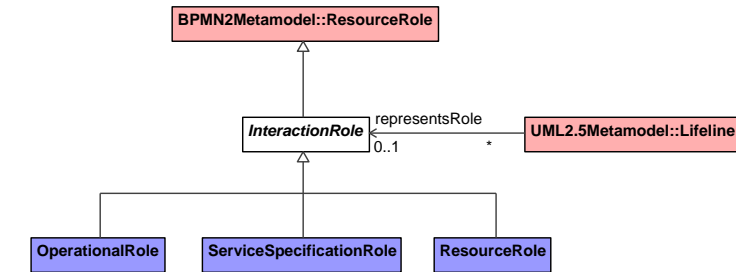 BPMN2Metamodel::ResourceRole
representsRole
InteractionRole
UML2.5Metamodel::Lifeline
0..1
*
OperationalRole
ServiceSpecificationRole
ResourceRole